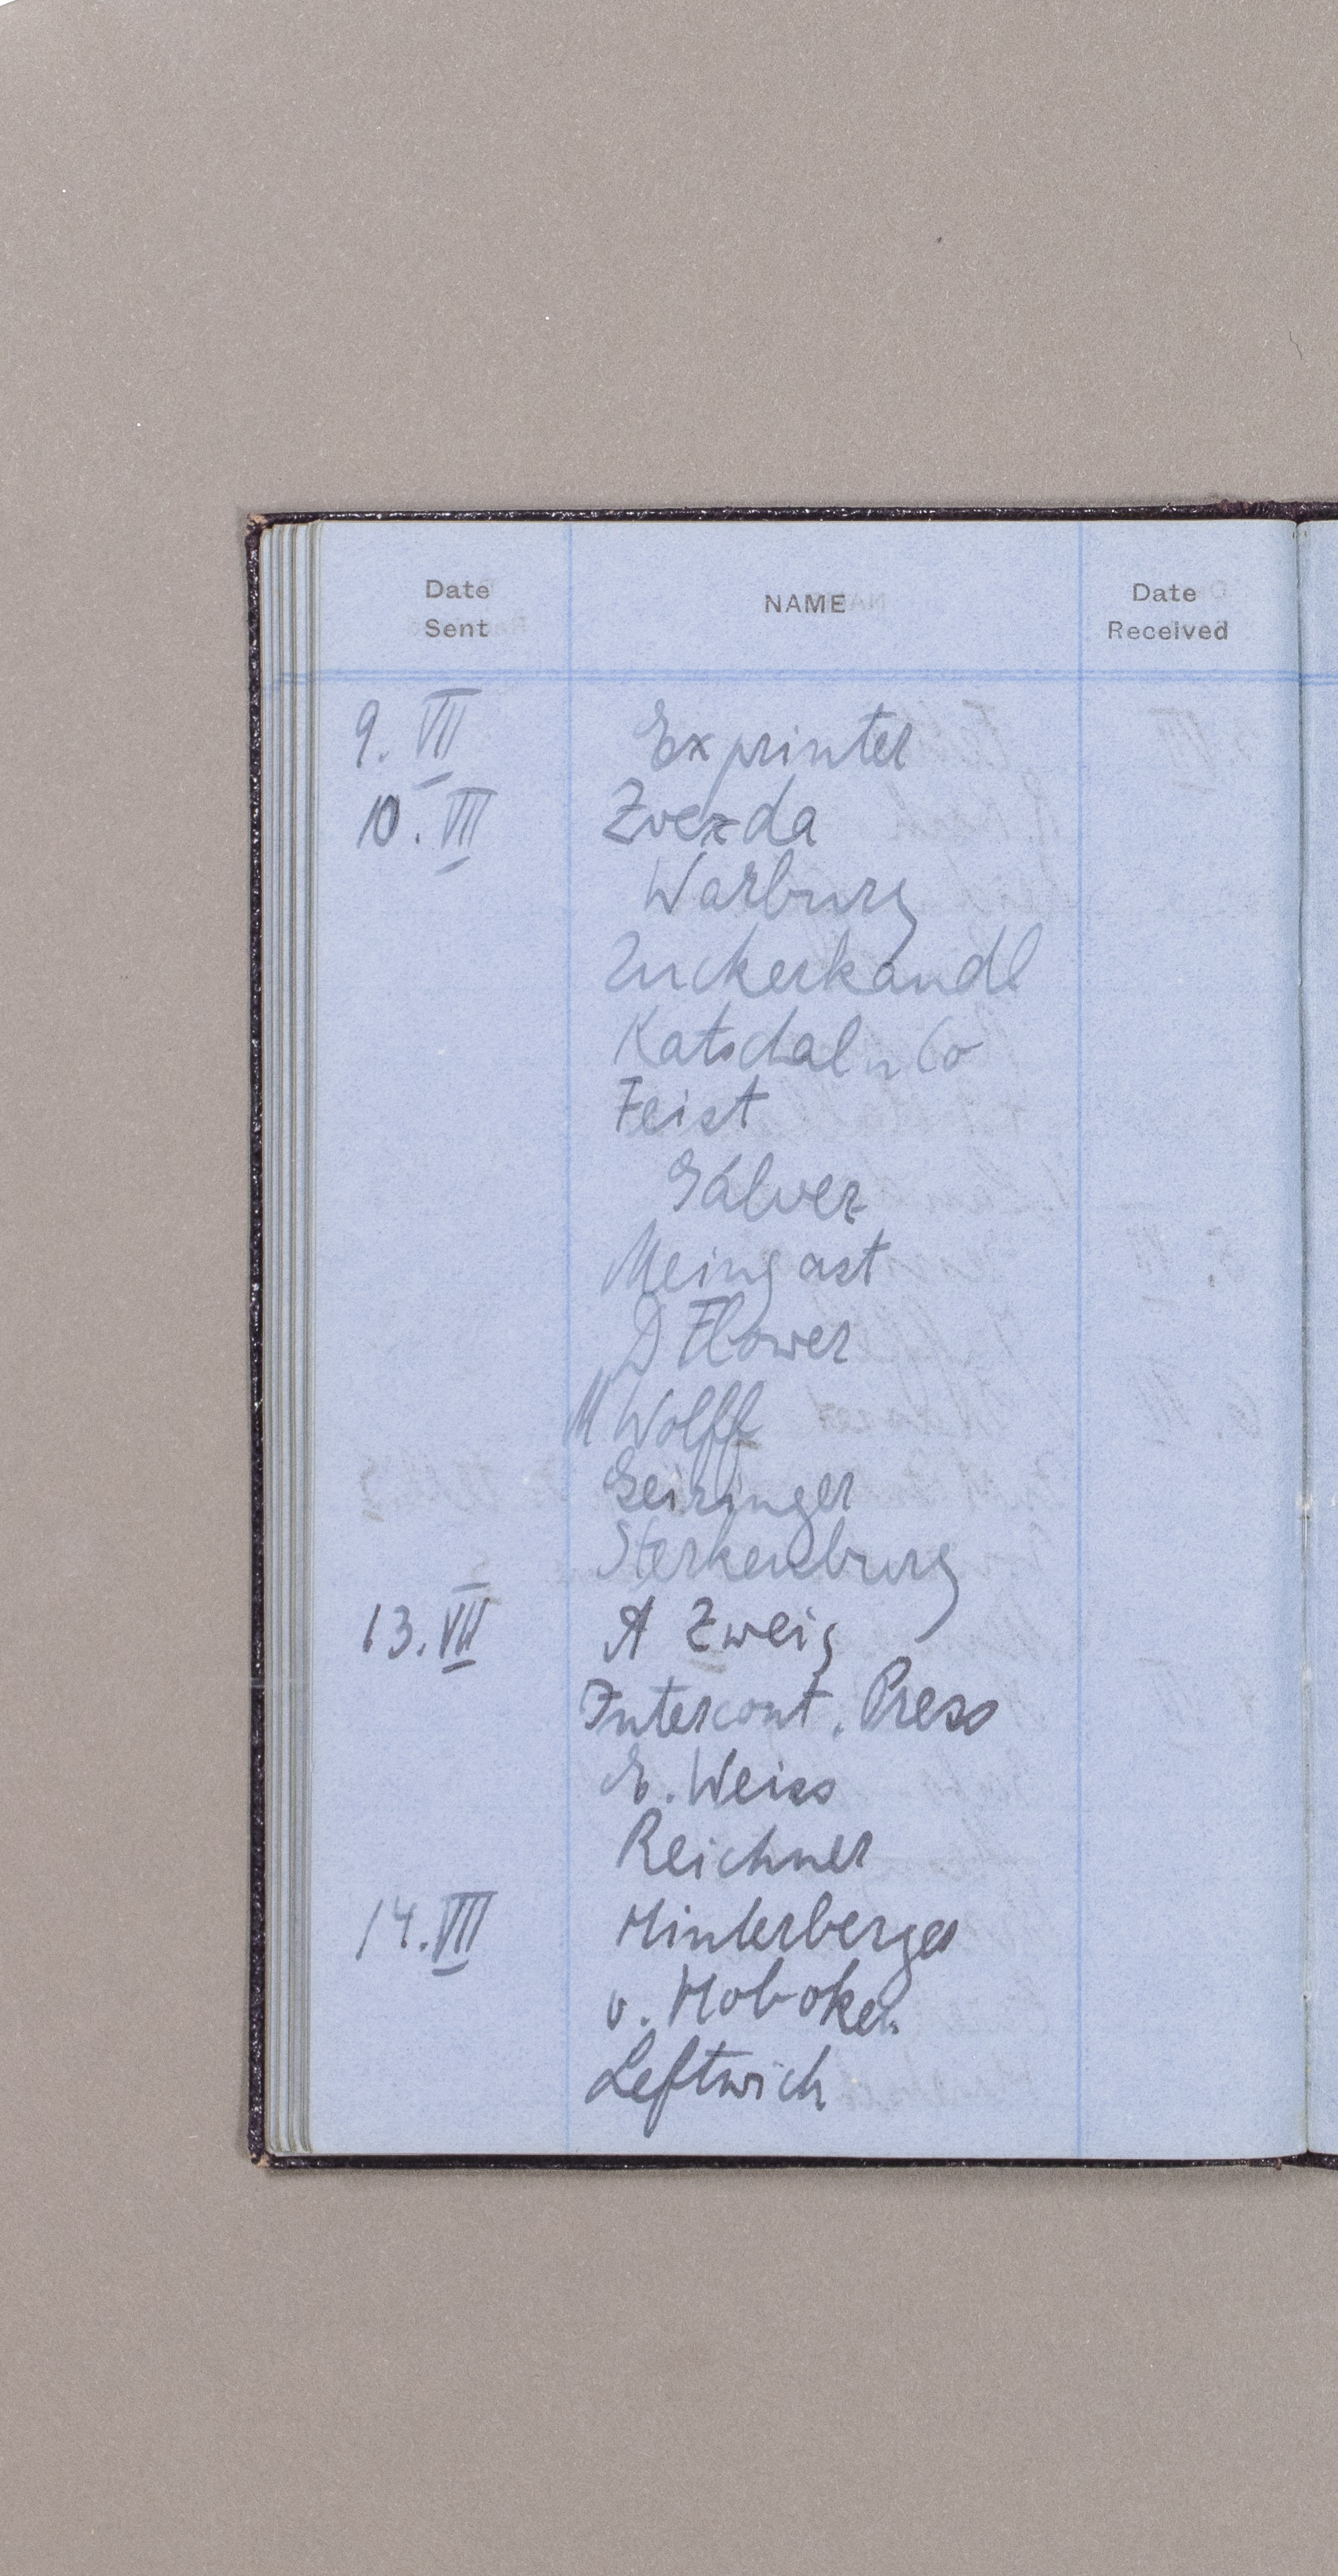 Date Sent NAME Date Received
9. VII Exprinter
10. VII Zvezda
Warburg
Zuckerkandl
Katschal u Co
Feist
Gálvez
Meingast
D Flower
M Wolff
Geiringer
Sterkenburg
13. VII A Zweig
Intercont. Press
E. Weiss
Reichner
14. VII Hinterberger
v. Hoboken
Leftwich